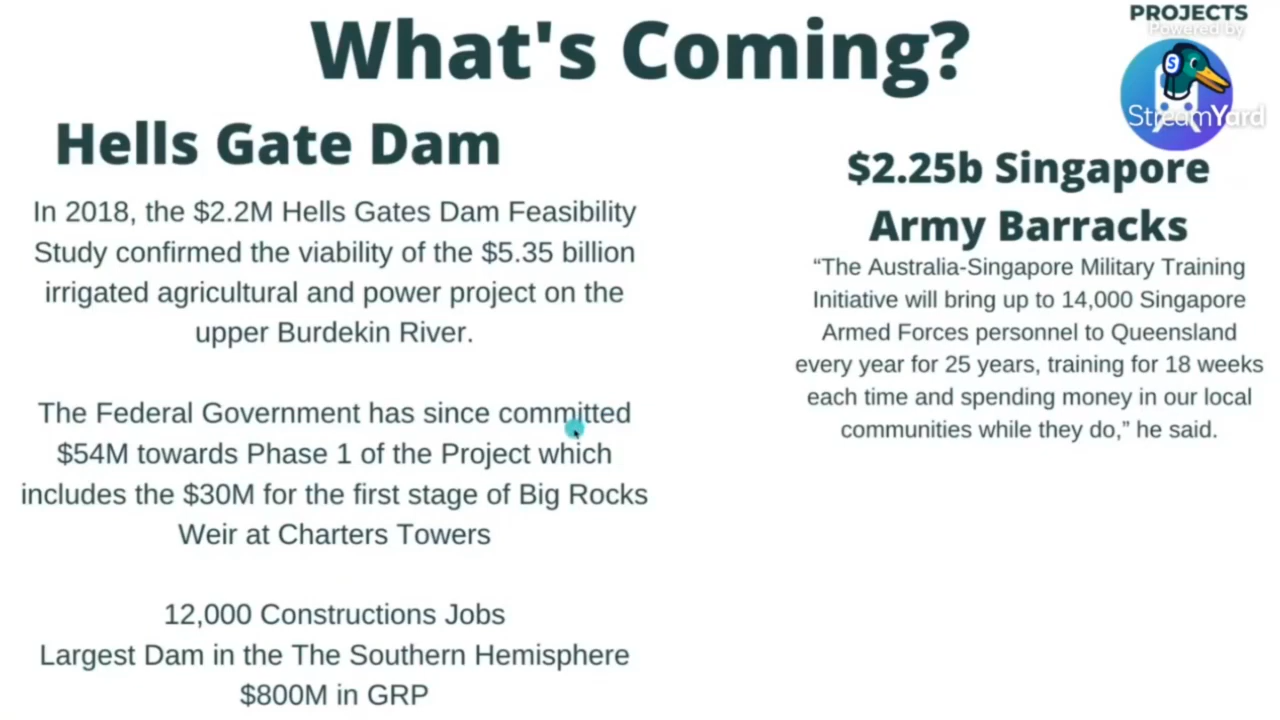 What's Coming?
PROJECTS
Powered by
S
StreamYard
Hells Gate Dam
In 2018, the $2.2M Hells Gates Dam Feasibility
Study confirmed the viability of the $5.35 billion
irrigated agricultural and power project on the
upper Burdekin River.
The Federal Government has since committed
$54M towards Phase 1 of the Project which
includes the $30M for the first stage of Big Rocks
Weir at Charters Towers
12,000 Constructions Jobs
Largest Dam in the The Southern Hemisphere
$800M in GRP
$2.25b Singapore
Army Barracks
“The Australia-Singapore Military Training
Initiative will bring up to 14,000 Singapore
Armed Forces personnel to Queensland
every year for 25 years, training for 18 weeks
each time and spending money in our local
communities while they do,” he said.